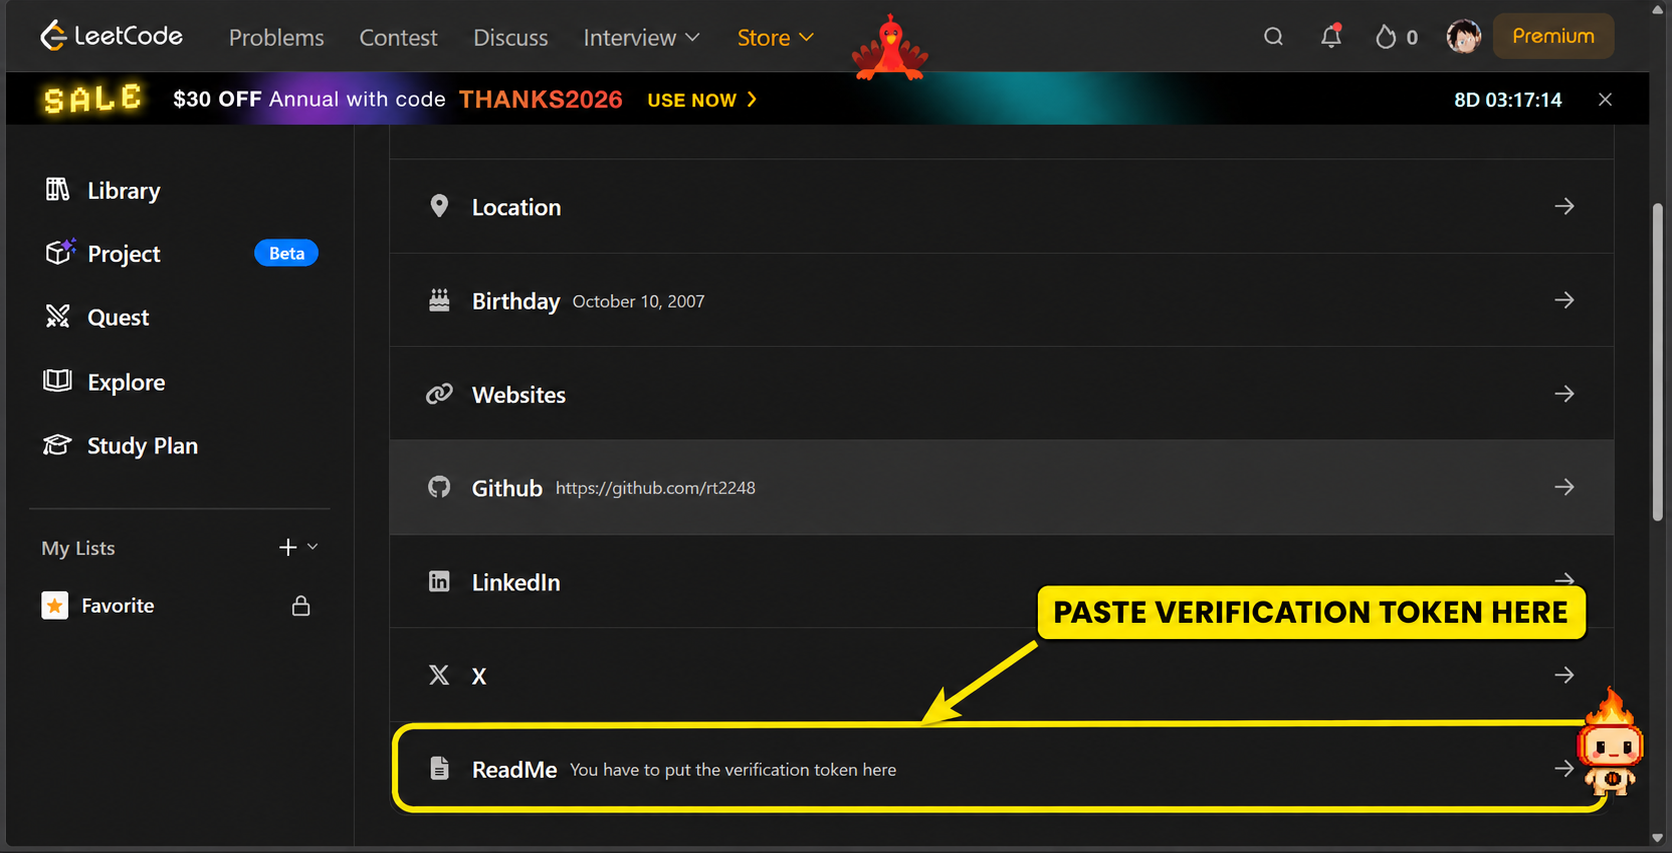 LeetCode Problems Contest Discuss Interview Store 0 Premium
SALE $30 OFF Annual with code THANKS2026 USE NOW 8D 03:17:14
Library
Project Beta
Quest
Explore
Study Plan
My Lists
Favorite
Location
Birthday October 10, 2007
Websites
Github https://github.com/rt2248
LinkedIn
PASTE VERIFICATION TOKEN HERE
X
ReadMe You have to put the verification token here